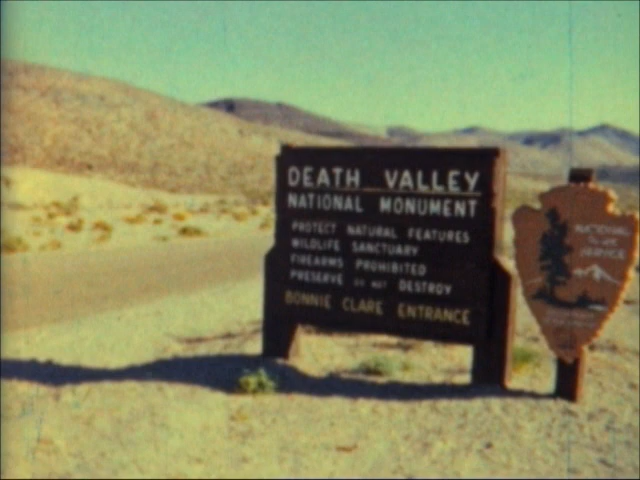 DEATH VALLEY
NATIONAL MONUMENT
PROTECT NATURAL FEATURES
WILDLIFE SANCTUARY
FIREARMS PROHIBITED
PRESERVE DO NOT DESTROY
BONNIE CLARE ENTRANCE
NATIONAL
PARK
SERVICE